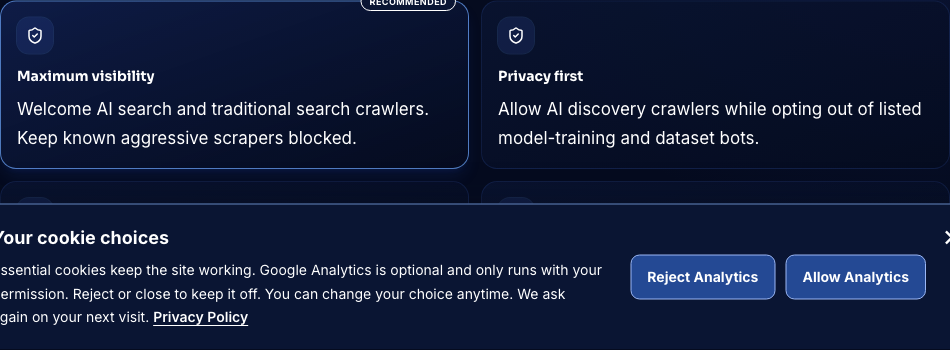 RECOMMENDED
Maximum visibility
Welcome AI search and traditional search crawlers.
Keep known aggressive scrapers blocked.
Privacy first
Allow AI discovery crawlers while opting out of listed
model-training and dataset bots.
Your cookie choices
ssential cookies keep the site working. Google Analytics is optional and only runs with your
ermission. Reject or close to keep it off. You can change your choice anytime. We ask
gain on your next visit. Privacy Policy
Reject Analytics
Allow Analytics